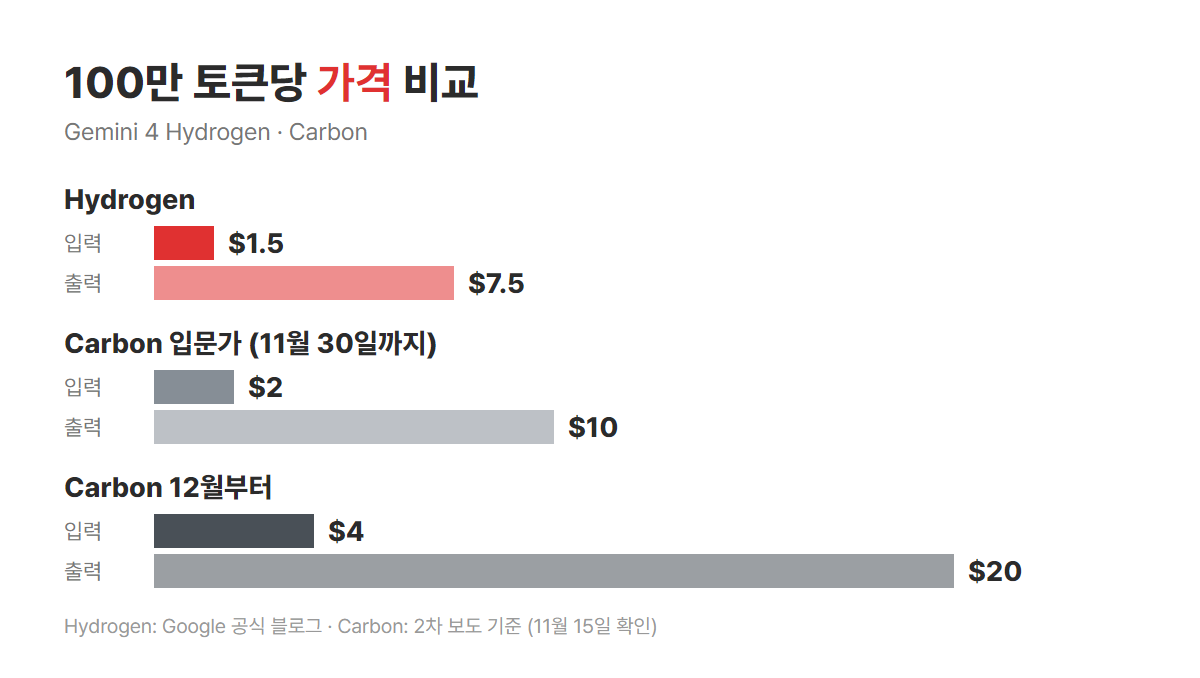 100만 토큰당 가격 비교
Gemini 4 Hydrogen · Carbon
Hydrogen
입력 $1.5
출력 $7.5
Carbon 입문가 (11월 30일까지)
입력 $2
출력 $10
Carbon 12월부터
입력 $4
출력 $20
Hydrogen: Google 공식 블로그 · Carbon: 2차 보도 기준 (11월 15일 확인)